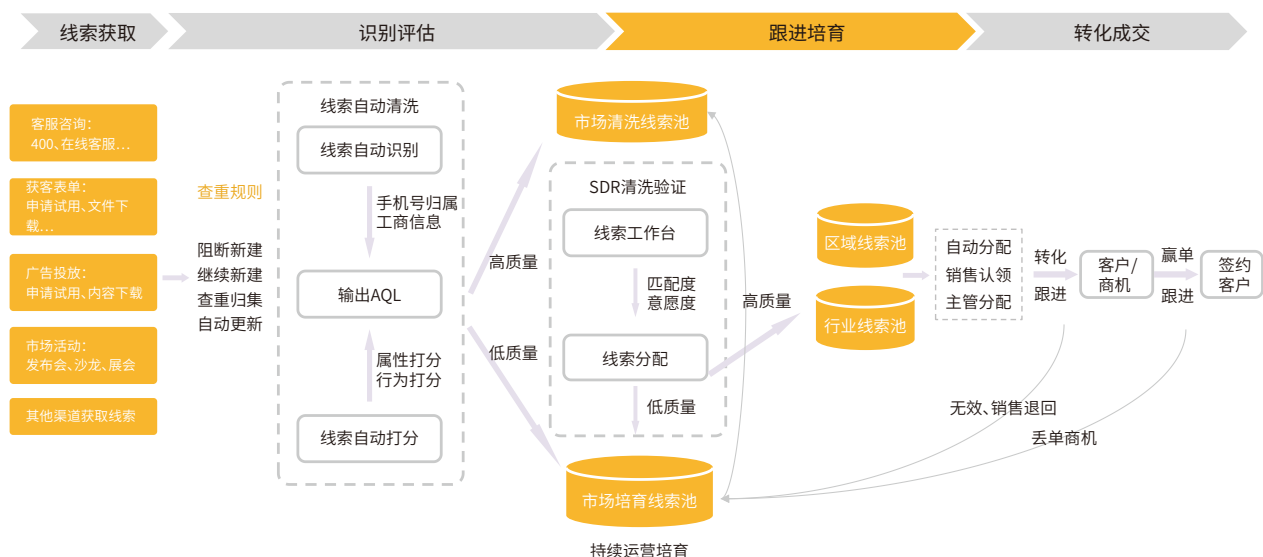 线索获取
识别评估
跟进培育
转化成交
客服咨询：
400、在线客服...
获客表单：
申请试用、文件下
载...
广告投放：
申请试用、内容下载
市场活动：
发布会、沙龙、展会
其他渠道获取线索
查重规则
阻断新建
继续新建
查重归集
自动更新
线索自动清洗
线索自动识别
手机号归属
工商信息
输出AQL
属性打分
行为打分
线索自动打分
高质量
低质量
市场清洗线索池
SDR清洗验证
线索工作台
匹配度
意愿度
线索分配
低质量
市场培育线索池
持续运营培育
高质量
区域线索池
行业线索池
自动分配
销售认领
主管分配
转化
跟进
客户/
商机
赢单
跟进
签约
客户
无效、销售退回
丢单商机